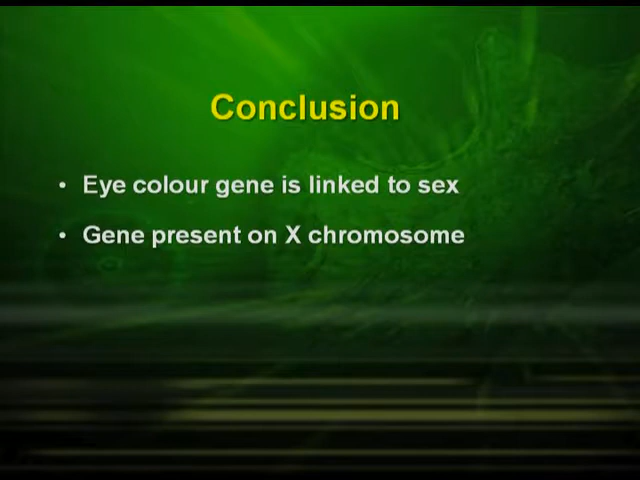 Conclusion
• Eye colour gene is linked to sex
• Gene present on X chromosome